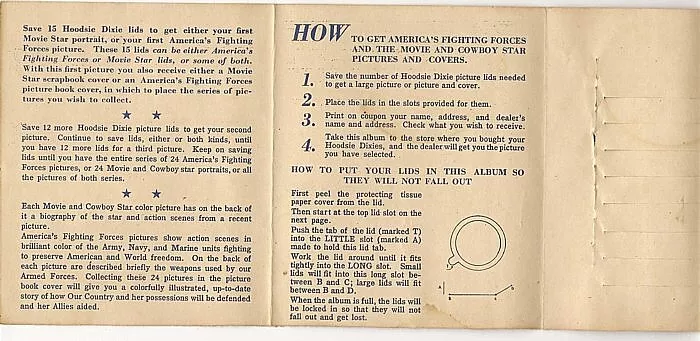 Save 15 Hoodsie Dixie lids to get either your first
Movie Star portrait, or your first America's Fighting
Forces picture. These 15 lids can be either America's
Fighting Forces or Movie Star lids, or some of both.
With this first picture you also receive either a Movie
Star scrapbook cover or an America's Fighting Forces
picture book cover, in which to place the series of pic-
tures you wish to collect.
Save 12 more Hoodsie Dixie picture lids to get your second
picture. Continue to save lids, either or both kinds, until
you have 12 more lids for a third picture. Keep on saving
lids until you have the entire series of 24 America's Fighting
Forces pictures, or 24 Movie and Cowboy star portraits, or all
the pictures of both series.
Each Movie and Cowboy Star color picture has on the back of
it a biography of the star and action scenes from a recent
picture.
America's Fighting Forces pictures show action scenes in
brilliant color of the Army, Navy, and Marine units fighting
to preserve American and World freedom. On the back of
each picture are described briefly the weapons used by our
Armed Forces. Collecting these 24 pictures in the picture
book cover will give you a colorfully illustrated, up-to-date
story of how Our Country and her possessions will be defended
and her Allies aided.
HOW TO GET AMERICA'S FIGHTING FORCES
AND THE MOVIE AND COWBOY STAR
PICTURES AND COVERS.
1. Save the number of Hoodsie Dixie picture lids needed
to get a large picture or picture and cover.
2. Place the lids in the slots provided for them.
3. Print on coupon your name, address, and dealer's
name and address. Check what you wish to receive.
4. Take this album to the store where you bought your
Hoodsie Dixies, and the dealer will get you the picture
you have selected.
HOW TO PUT YOUR LIDS IN THIS ALBUM SO
THEY WILL NOT FALL OUT
First peel the protecting tissue
paper cover from the lid.
Then start at the top lid slot on the
next page.
Push the tab of the lid (marked T)
into the LITTLE slot (marked A)
made to hold this lid tab.
Work the lid around until it fits
tightly into the LONG slot. Small
lids will fit into this long slot be-
tween B and C; large lids will fit
between B and D.
When the album is full, the lids will
be locked in so that they will not
fall out and get lost.